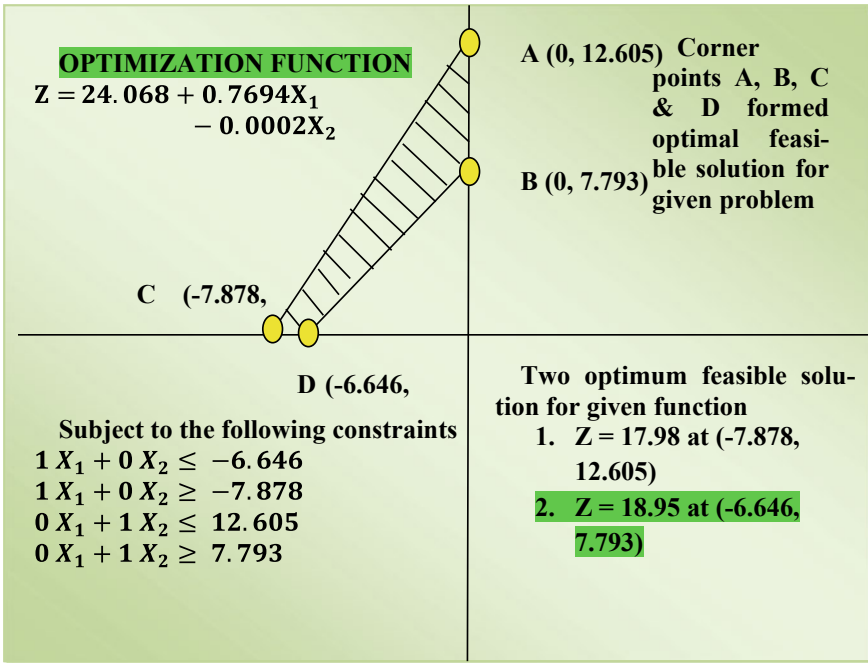 OPTIMIZATION FUNCTION
Z = 24.068 + 0.7694X₁
− 0.0002X₂
A (0, 12.605)
Corner
points A, B, C
& D formed
optimal feasi-
ble solution for
given problem
B (0, 7.793)
C (-7.878,
D (-6.646,
Subject to the following constraints
1 X₁ + 0 X₂ ≤ −6.646
1 X₁ + 0 X₂ ≥ −7.878
0 X₁ + 1 X₂ ≤ 12.605
0 X₁ + 1 X₂ ≥ 7.793
Two optimum feasible solu-
tion for given function
1. Z = 17.98 at (-7.878,
12.605)
2. Z = 18.95 at (-6.646,
7.793)